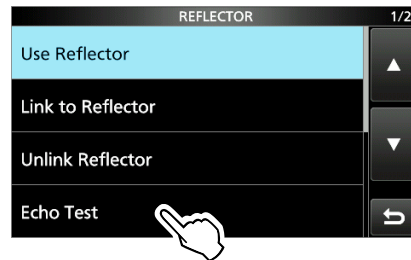 REFLECTOR 1/2
Use Reflector
Link to Reflector
Unlink Reflector
Echo Test